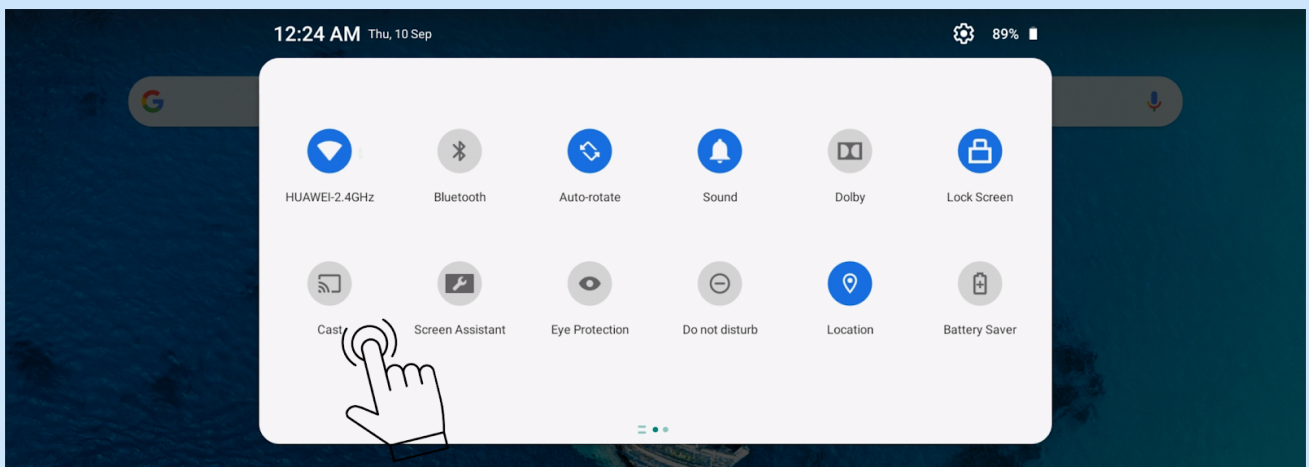 12:24 AM Thu, 10 Sep 89%
HUAWEI-2.4GHz Bluetooth Auto-rotate Sound Dolby Lock Screen
Cast Screen Assistant Eye Protection Do not disturb Location Battery Saver